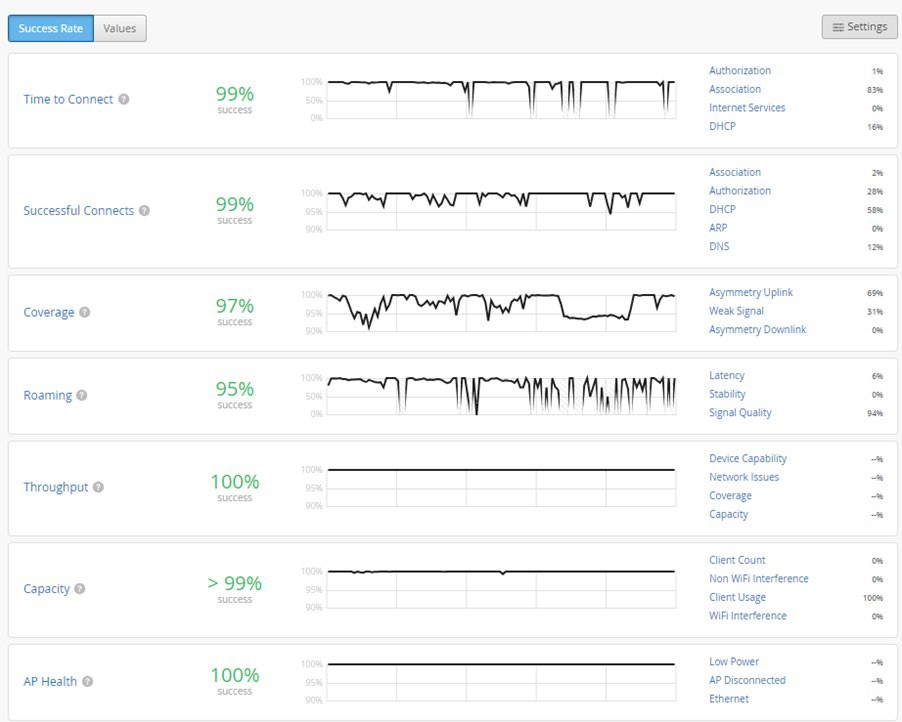 Success Rate Values Settings
Time to Connect ? 99% success 100% 50% 0%
Authorization 1%
Association 83%
Internet Services 0%
DHCP 16%
Successful Connects ? 99% success 100% 95% 90%
Association 2%
Authorization 28%
DHCP 58%
ARP 0%
DNS 12%
Coverage ? 97% success 100% 95% 90%
Asymmetry Uplink 69%
Weak Signal 31%
Asymmetry Downlink 0%
Roaming ? 95% success 100% 50% 0%
Latency 6%
Stability 0%
Signal Quality 94%
Throughput ? 100% success 100% 95% 90%
Device Capability --%
Network Issues --%
Coverage --%
Capacity --%
Capacity ? > 99% success 100% 95% 90%
Client Count 0%
Non WiFi Interference 0%
Client Usage 100%
WiFi Interference 0%
AP Health ? 100% success 100% 95% 90%
Low Power --%
AP Disconnected --%
Ethernet --%